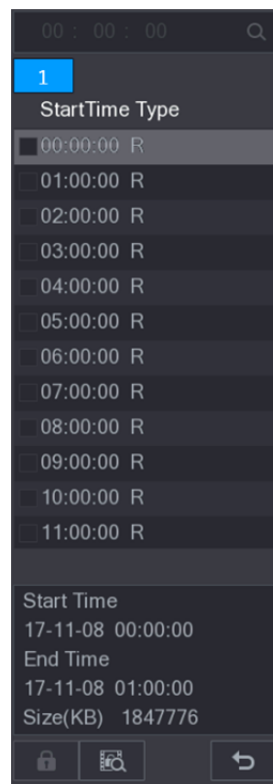 00 : 00 : 00
1
StartTime Type
00:00:00 R
01:00:00 R
02:00:00 R
03:00:00 R
04:00:00 R
05:00:00 R
06:00:00 R
07:00:00 R
08:00:00 R
09:00:00 R
10:00:00 R
11:00:00 R
Start Time
17-11-08 00:00:00
End Time
17-11-08 01:00:00
Size(KB) 1847776